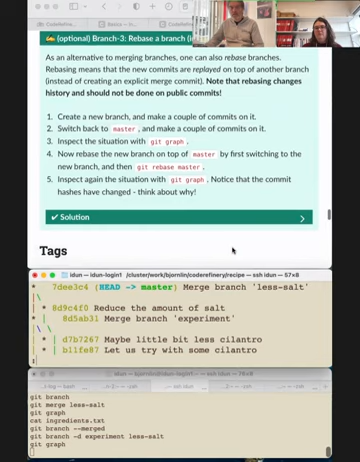 (optional) Branch-3: Rebase a branch
As an alternative to merging branches, one can also rebase branches.
Rebasing means that the new commits are replayed on top of another branch
(instead of creating an explicit merge commit). Note that rebasing changes
history and should not be done on public commits!
1. Create a new branch, and make a couple of commits on it.
2. Switch back to master , and make a couple of commits on it.
3. Inspect the situation with git graph .
4. Now rebase the new branch on top of master by first switching to
the new branch, and then git rebase master .
5. Inspect again the situation with git graph . Notice that the commit
hashes have changed - think about why!
✔ Solution
Tags
idun — idun-login1: /cluster/work/bjornlin/coderefinery/recipe — ssh idun — 57×8
* 7dee3c4 (HEAD -> master) Merge branch 'less-salt'
|\
| * 8d9c4f0 Reduce the amount of salt
* | 8d5ab31 Merge branch 'experiment'
|\ \
| * | d7b7267 Maybe little bit less cilantro
| * | b11fe87 Let us try with some cilantro
:
git branch
git merge less-salt
git graph
cat ingredients.txt
git branch --merged
git branch -d experiment less-salt
git graph